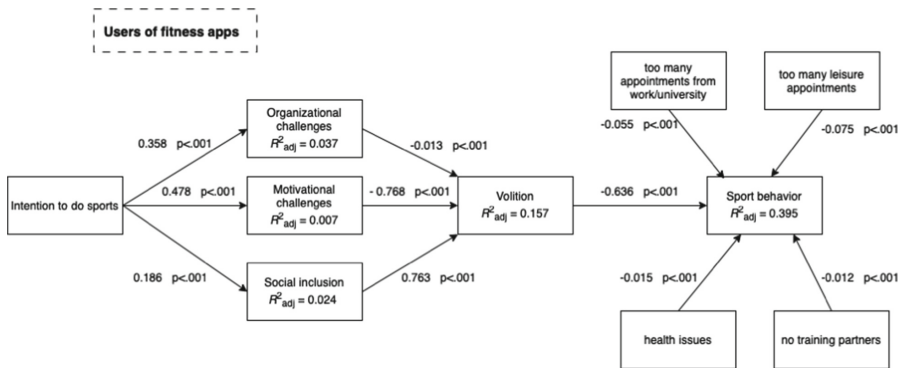 Users of fitness apps
too many
appointments from
work/university
too many leisure
appointments
-0.055 p<.001
-0.075 p<.001
Organizational
challenges
R²adj = 0.037
0.358 p<.001
-0.013 p<.001
Intention to do sports
0.478 p<.001
Motivational
challenges
R²adj = 0.007
- 0.768 p<.001
Volition
R²adj = 0.157
-0.636 p<.001
Sport behavior
R²adj = 0.395
0.186 p<.001
Social inclusion
R²adj = 0.024
0.763 p<.001
-0.015 p<.001
-0.012 p<.001
health issues
no training partners